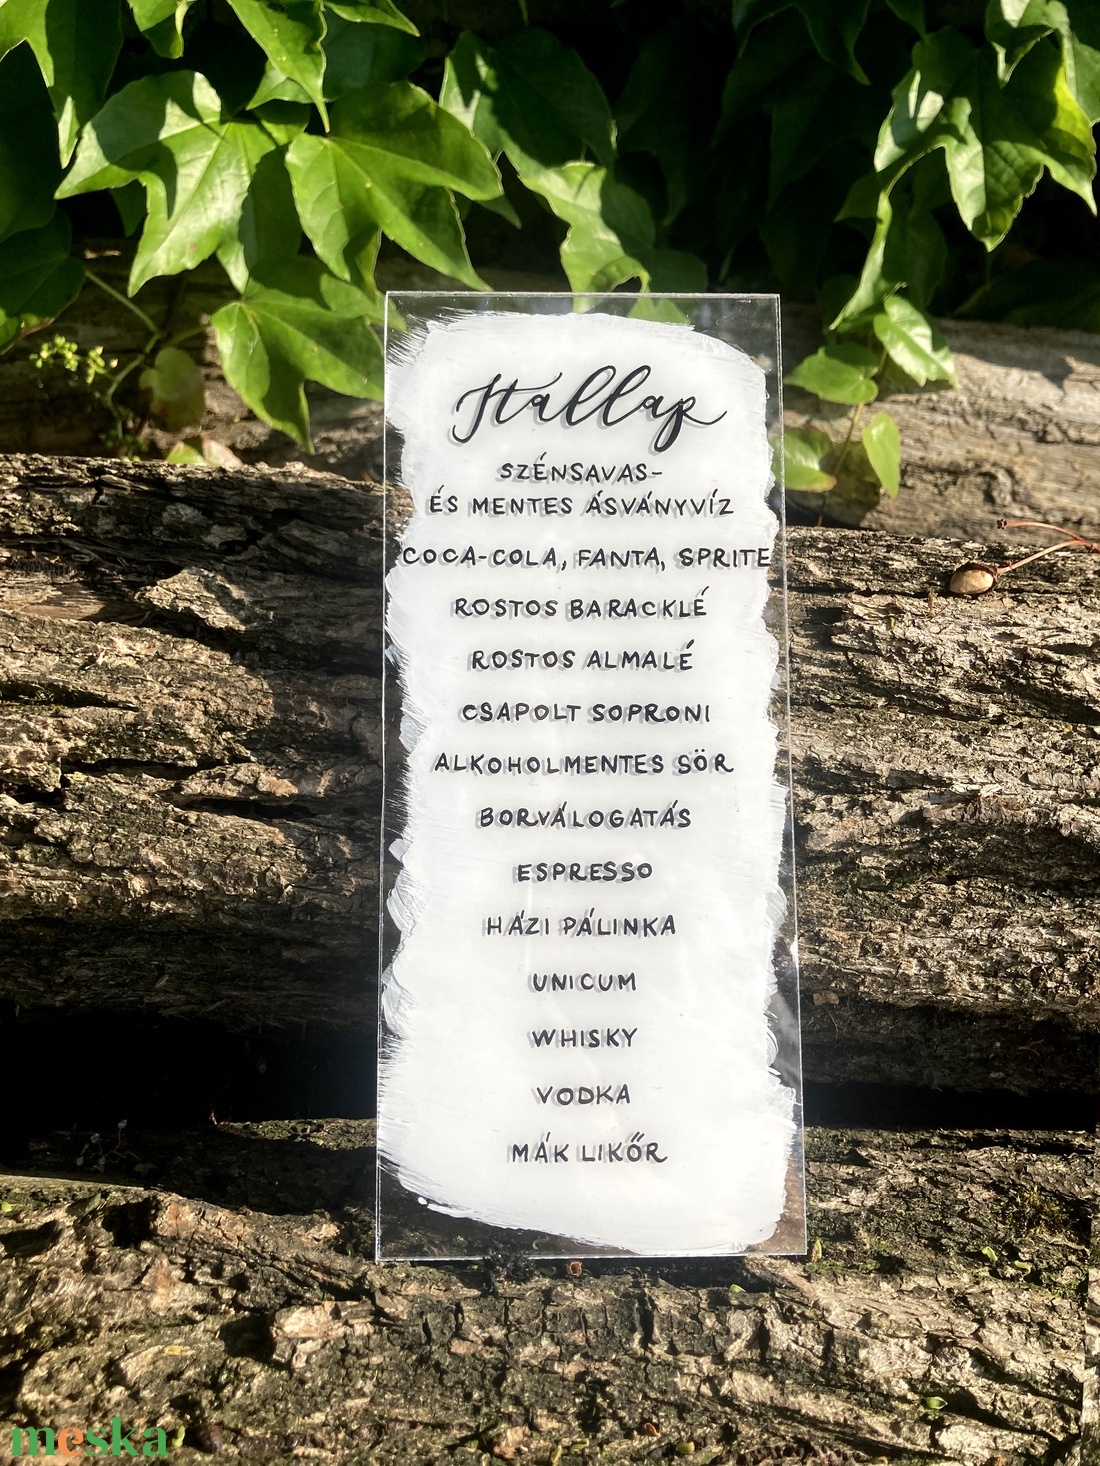 Itallap
SZÉNSAVAS-
ÉS MENTES ÁSVÁNYVÍZ
COCA-COLA, FANTA, SPRITE
ROSTOS BARACKLÉ
ROSTOS ALMALÉ
CSAPOLT SOPRONI
ALKOHOLMENTES SÖR
BORVÁLOGATÁS
ESPRESSO
HÁZI PÁLINKA
UNICUM
WHISKY
VODKA
MÁK LIKŐR
meska